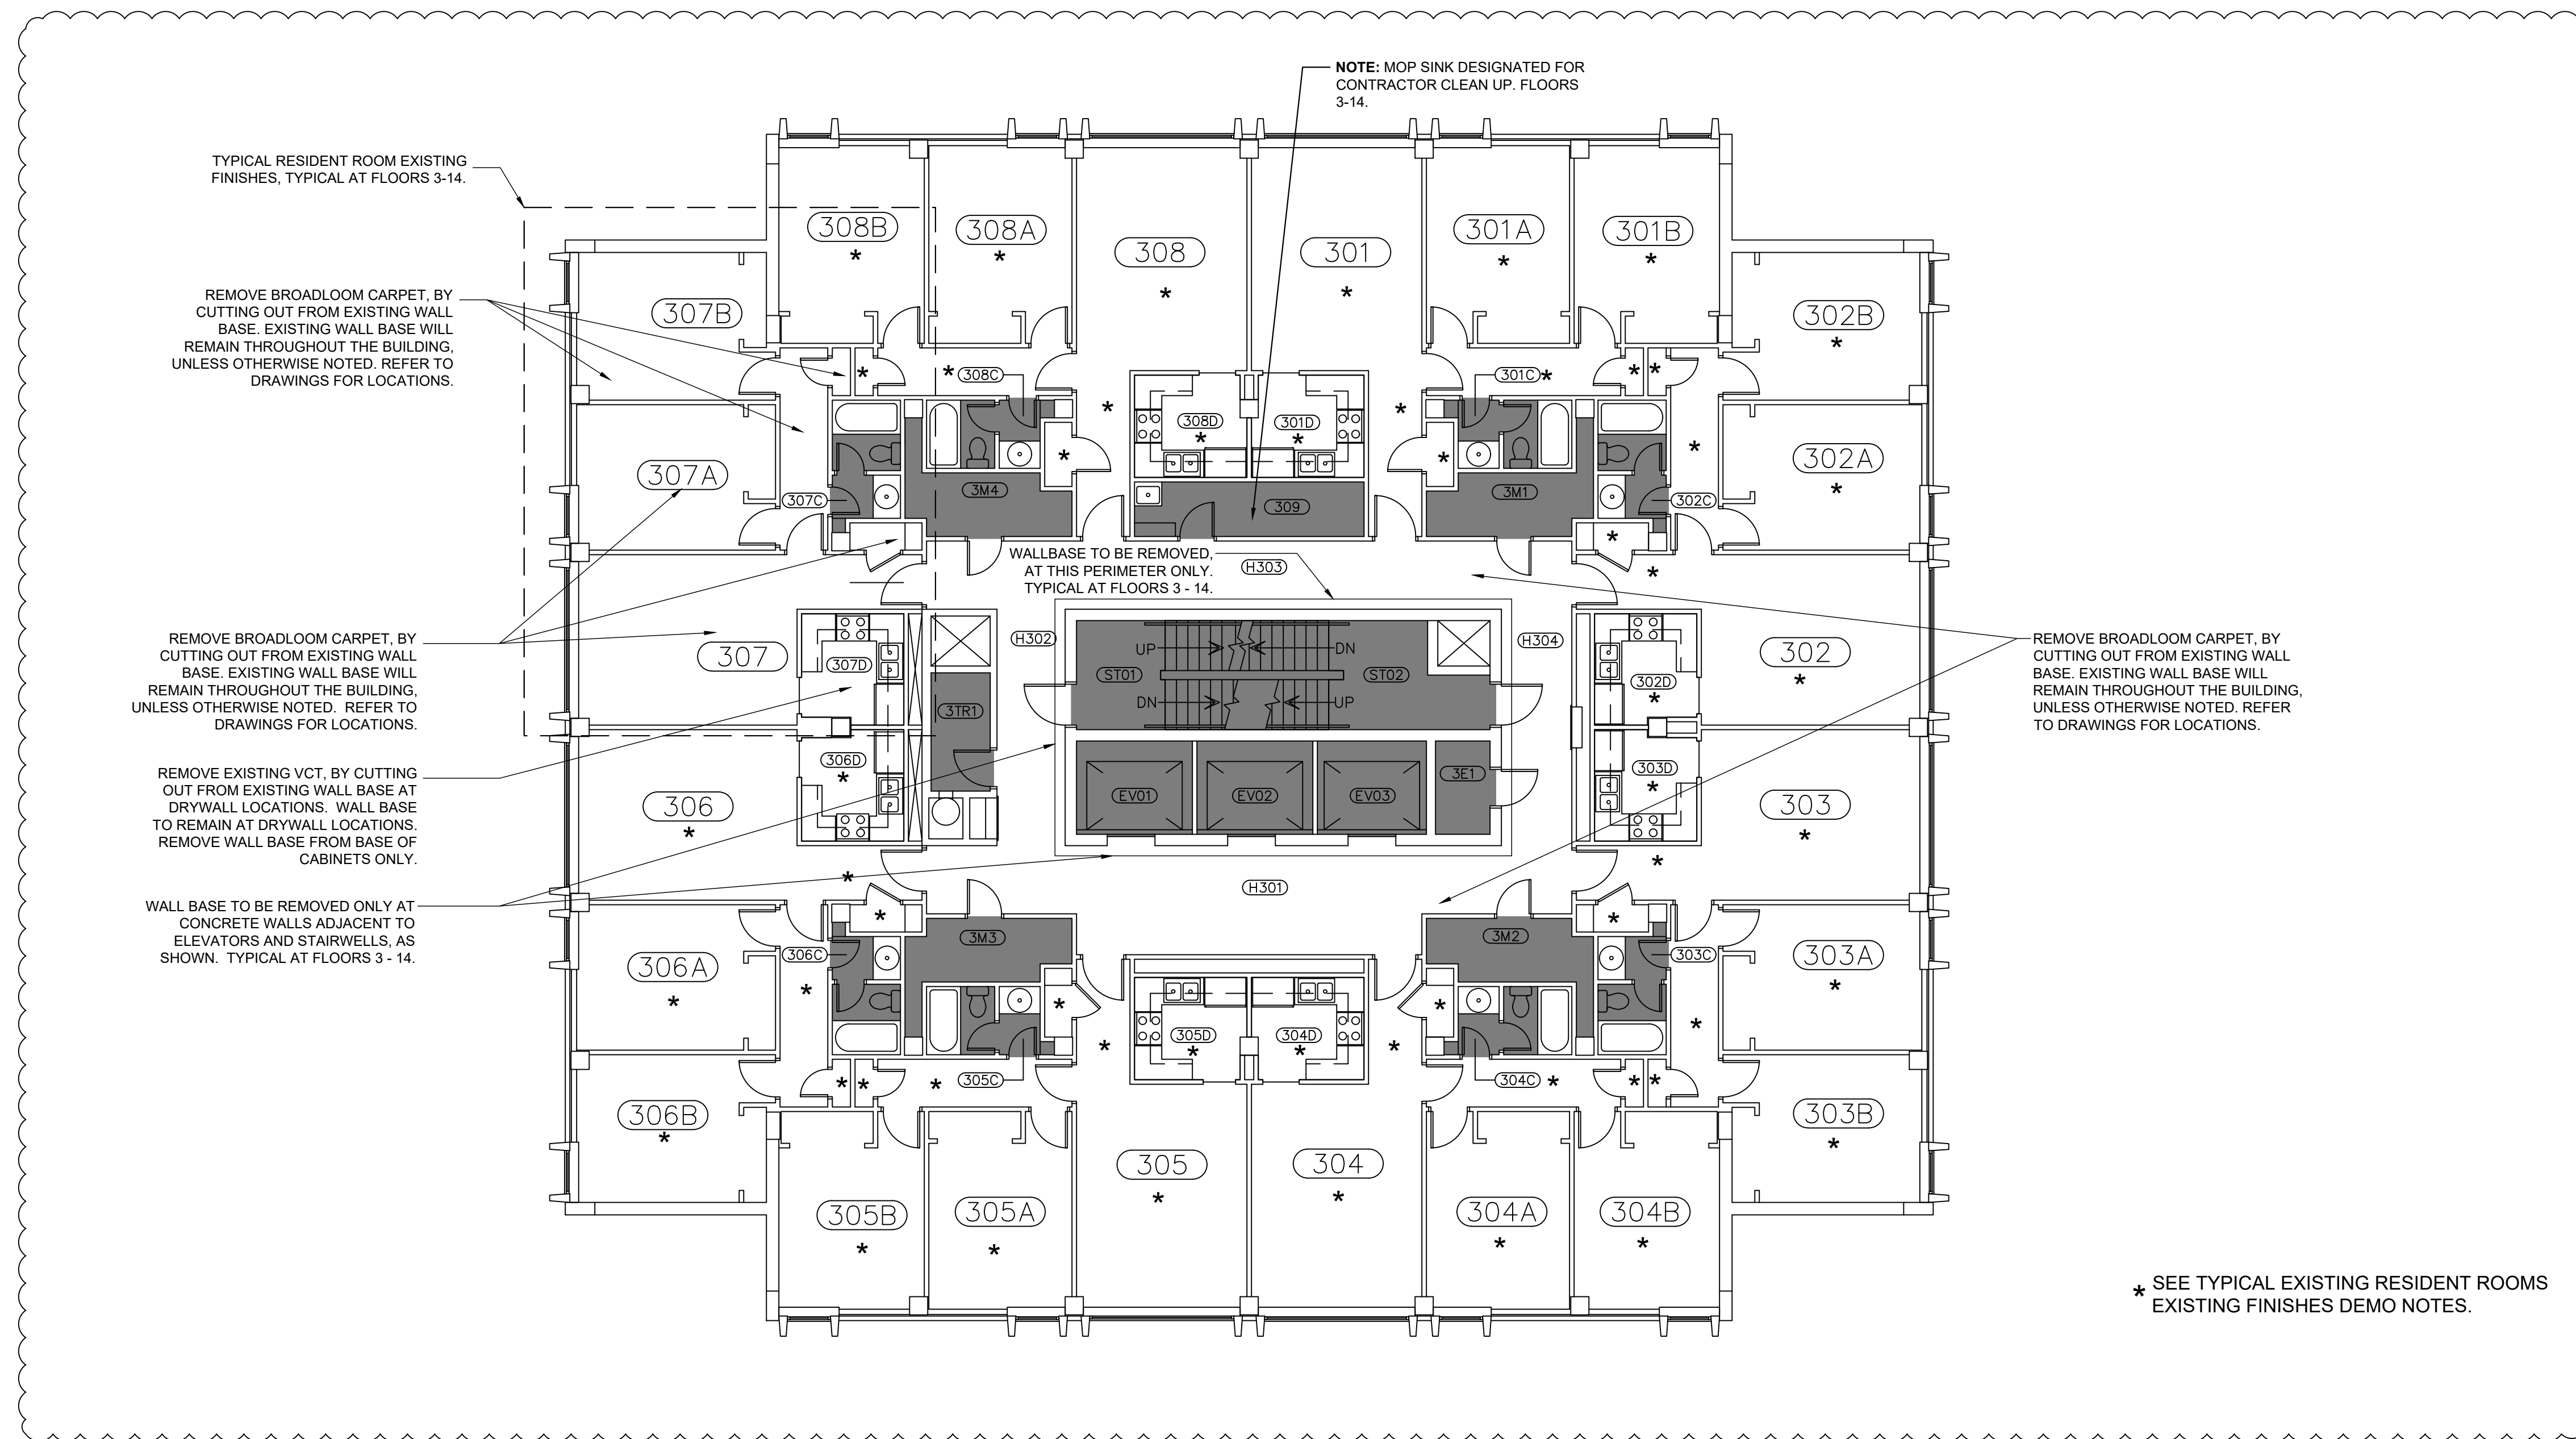 NOTE: MOP SINK DESIGNATED FOR
CONTRACTOR CLEAN UP. FLOORS
3-14.
TYPICAL RESIDENT ROOM EXISTING
FINISHES, TYPICAL AT FLOORS 3-14.
308B
*
308A
*
308
*
301
*
301A
*
301B
*
REMOVE BROADLOOM CARPET, BY
CUTTING OUT FROM EXISTING WALL
BASE. EXISTING WALL BASE WILL
REMAIN THROUGHOUT THE BUILDING,
UNLESS OTHERWISE NOTED. REFER TO
DRAWINGS FOR LOCATIONS.
307B
302B
*
*
* 308C
301C *
* *
*
308D
*
301D
*
*
*
*
*
307A
302A
*
307C
3M4
309
3M1
302C
*
WALLBASE TO BE REMOVED,
AT THIS PERIMETER ONLY.
TYPICAL AT FLOORS 3 - 14.
H303
*
REMOVE BROADLOOM CARPET, BY
CUTTING OUT FROM EXISTING WALL
BASE. EXISTING WALL BASE WILL
REMAIN THROUGHOUT THE BUILDING,
UNLESS OTHERWISE NOTED.  REFER TO
DRAWINGS FOR LOCATIONS.
307
307D
H302
UP
DN
ST01
ST02
DN
UP
H304
302
*
302D
*
REMOVE BROADLOOM CARPET, BY
CUTTING OUT FROM EXISTING WALL
BASE. EXISTING WALL BASE WILL
REMAIN THROUGHOUT THE BUILDING,
UNLESS OTHERWISE NOTED. REFER
TO DRAWINGS FOR LOCATIONS.
3TR1
REMOVE EXISTING VCT, BY CUTTING
OUT FROM EXISTING WALL BASE AT
DRYWALL LOCATIONS.  WALL BASE
TO REMAIN AT DRYWALL LOCATIONS.
REMOVE WALL BASE FROM BASE OF
CABINETS ONLY.
306
*
306D
*
EV01
EV02
EV03
3E1
303D
*
303
*
WALL BASE TO BE REMOVED ONLY AT
CONCRETE WALLS ADJACENT TO
ELEVATORS AND STAIRWELLS, AS
SHOWN.  TYPICAL AT FLOORS 3 - 14.
*
H301
*
*
*
3M3
3M2
306A
*
306C
*
303C
*
303A
*
*
*
305D
*
304D
*
*
*
* *
* 305C
304C *
* *
306B
*
303B
*
305
*
304
*
305B
*
305A
*
304A
*
304B
*
* SEE TYPICAL EXISTING RESIDENT ROOMS
EXISTING FINISHES DEMO NOTES.